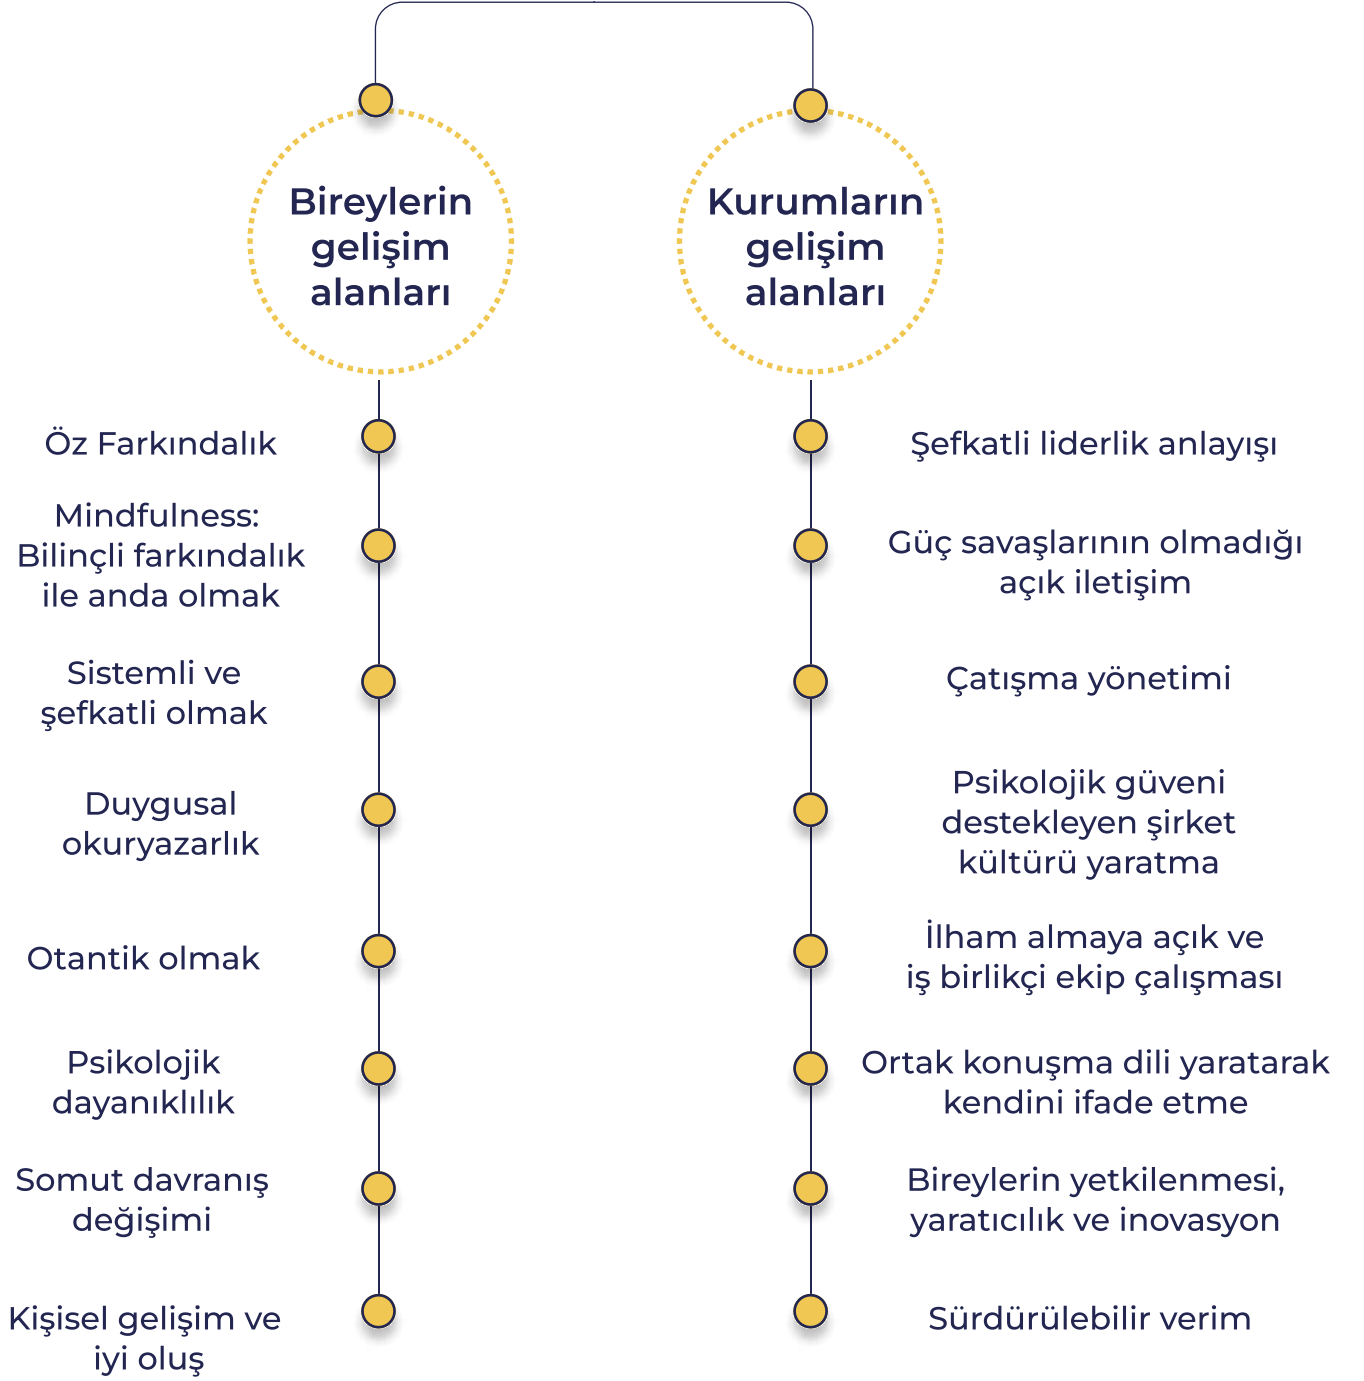 Bireylerin
gelişim
alanları
Öz Farkındalık
Mindfulness:
Bilinçli farkındalık
ile anda olmak
Sistemli ve
şefkatli olmak
Duygusal
okuryazarlık
Otantik olmak
Psikolojik
dayanıklılık
Somut davranış
değişimi
Kişisel gelişim ve
iyi oluş
Kurumların
gelişim
alanları
Şefkatli liderlik anlayışı
Güç savaşlarının olmadığı
açık iletişim
Çatışma yönetimi
Psikolojik güveni
destekleyen şirket
kültürü yaratma
İlham almaya açık ve
iş birlikçi ekip çalışması
Ortak konuşma dili yaratarak
kendini ifade etme
Bireylerin yetkilenmesi,
yaratıcılık ve inovasyon
Sürdürülebilir verim